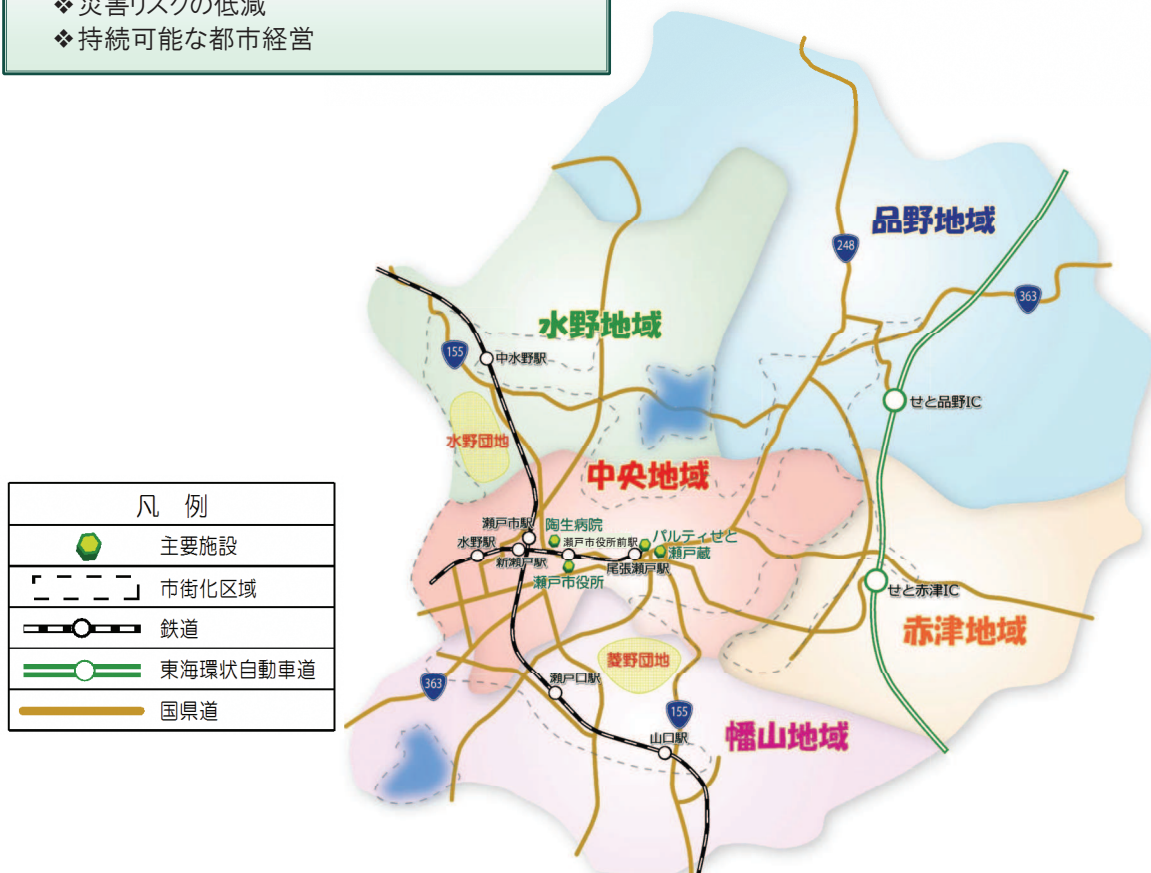 ❖災害リスクの低減
❖持続可能な都市経営
品野地域
248
363
水野地域
155
中水野駅
せと品野IC
水野団地
中央地域
凡 例
主要施設
市街化区域
鉄道
東海環状自動車道
国県道
瀬戸市駅
陶生病院
パルティせと
水野駅
瀬戸市役所前駅
瀬戸蔵
新瀬戸駅
尾張瀬戸駅
瀬戸市役所
せと赤津IC
赤津地域
菱野団地
363
瀬戸口駅
155
山口駅
幡山地域